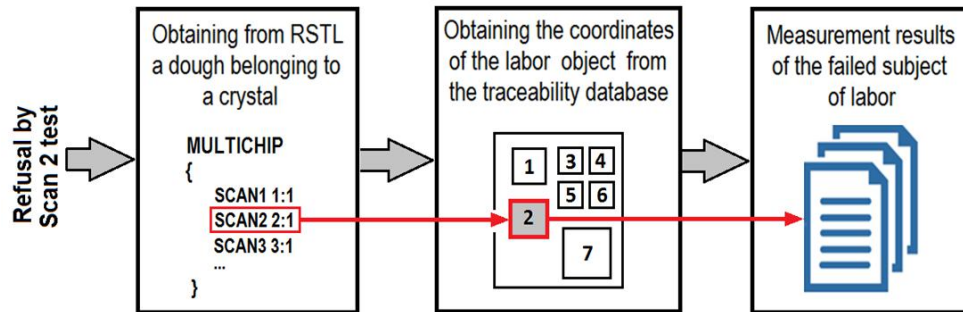 Refusal by
Scan 2 test
Obtaining from RSTL
a dough belonging to
a crystal
MULTICHIP
{
SCAN1 1:1
SCAN2 2:1
SCAN3 3:1
...
}
Obtaining the coordinates
of the labor object from
the traceability database
1
3 4
5 6
2
7
Measurement results
of the failed subject
of labor